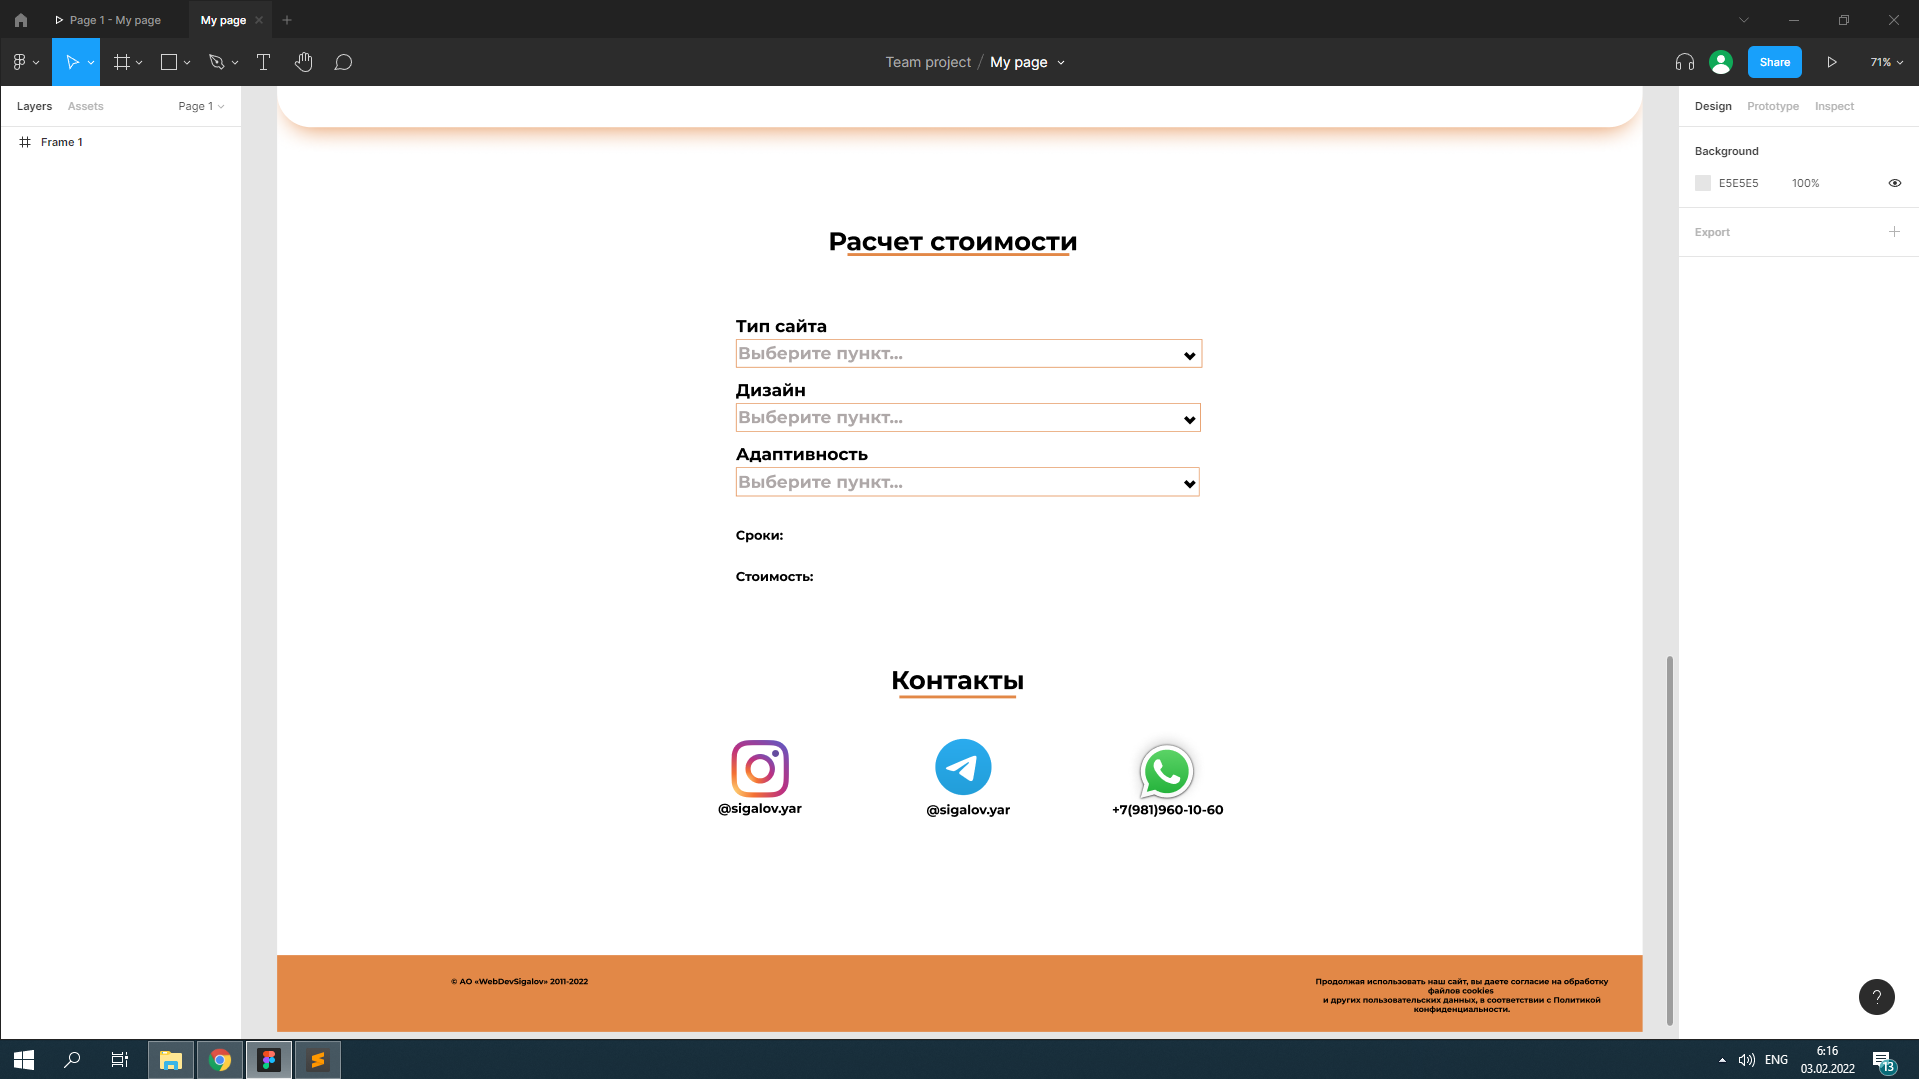 Page 1 - My page
My page
Team project / My page
Share
71%
Layers
Assets
Page 1
Frame 1
Design
Prototype
Inspect
Background
E5E5E5
100%
Export
Расчет стоимости
Тип сайта
Выберите пункт...
Дизайн
Выберите пункт...
Адаптивность
Выберите пункт...
Сроки:
Стоимость:
Контакты
@sigalov.yar
@sigalov.yar
+7(981)960-10-60
© АО «WebDevSigalov» 2011-2022
Продолжая использовать наш сайт, вы даете согласие на обработку
файлов cookies
и других пользовательских данных, в соответствии с Политикой
конфиденциальности.
?
ENG
6:16
03.02.2022
13